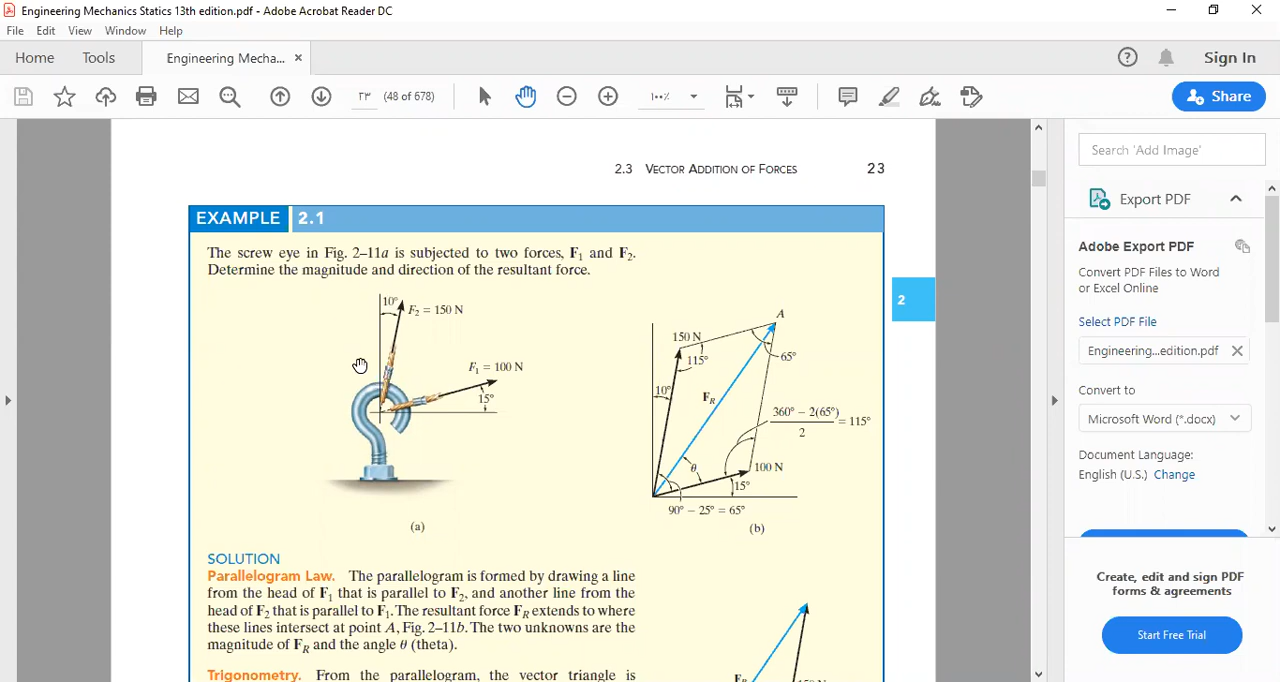 Engineering Mechanics Statics 13th edition.pdf - Adobe Acrobat Reader DC
File Edit View Window Help
Home Tools Engineering Mecha... ×
Sign In
٢٣ (48 of 678)
١٠٠٪
Share
2.3 VECTOR ADDITION OF FORCES 23
EXAMPLE 2.1
The screw eye in Fig. 2–11a is subjected to two forces, F1 and F2.
Determine the magnitude and direction of the resultant force.
10°
F2 = 150 N
F1 = 100 N
15°
(a)
A
150 N
115°
65°
10°
FR
360° − 2(65°)
2
= 115°
θ
100 N
15°
90° − 25° = 65°
(b)
2
SOLUTION
Parallelogram Law. The parallelogram is formed by drawing a line
from the head of F1 that is parallel to F2, and another line from the
head of F2 that is parallel to F1. The resultant force FR extends to where
these lines intersect at point A, Fig. 2–11b. The two unknowns are the
magnitude of FR and the angle θ (theta).
Trigonometry. From the parallelogram, the vector triangle is
FR
150 N
Search 'Add Image'
Export PDF
Adobe Export PDF
Convert PDF Files to Word
or Excel Online
Select PDF File
Engineering...edition.pdf ×
Convert to
Microsoft Word (*.docx)
Document Language:
English (U.S.) Change
Create, edit and sign PDF
forms & agreements
Start Free Trial